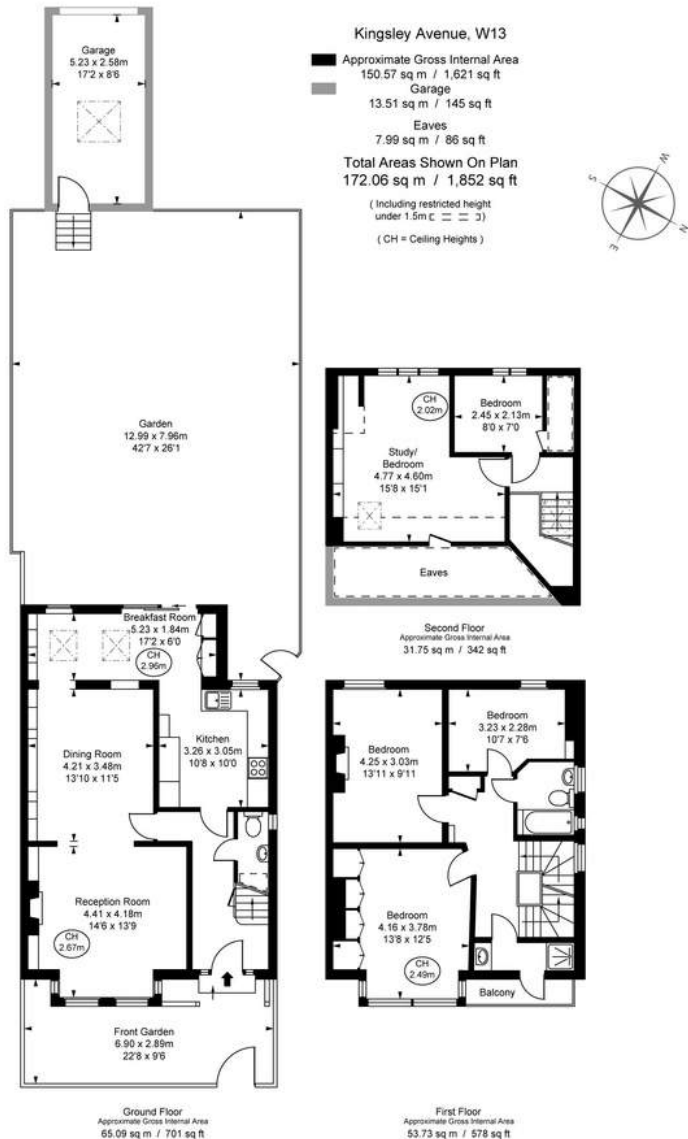 Kingsley Avenue, W13
Approximate Gross Internal Area
150.57 sq m / 1,621 sq ft
Garage
13.51 sq m / 145 sq ft
Eaves
7.99 sq m / 86 sq ft
Total Areas Shown On Plan
172.06 sq m / 1,852 sq ft
( Including restricted height
under 1.5m )
( CH = Ceiling Heights )
W
S
N
E
Garage
5.23 x 2.58m
17'2 x 8'6
Garden
12.99 x 7.96m
42'7 x 26'1
Breakfast Room
5.23 x 1.84m
17'2 x 6'0
CH
2.96m
Dining Room
4.21 x 3.48m
13'10 x 11'5
Kitchen
3.26 x 3.05m
10'8 x 10'0
Reception Room
4.41 x 4.18m
14'6 x 13'9
CH
2.67m
Front Garden
6.90 x 2.89m
22'8 x 9'6
Ground Floor
Approximate Gross Internal Area
65.09 sq m / 701 sq ft
CH
2.02m
Bedroom
2.45 x 2.13m
8'0 x 7'0
Study/
Bedroom
4.77 x 4.60m
15'8 x 15'1
Eaves
Second Floor
Approximate Gross Internal Area
31.75 sq m / 342 sq ft
Bedroom
3.23 x 2.28m
10'7 x 7'6
Bedroom
4.25 x 3.03m
13'11 x 9'11
Bedroom
4.16 x 3.78m
13'8 x 12'5
CH
2.49m
Balcony
First Floor
Approximate Gross Internal Area
53.73 sq m / 578 sq ft